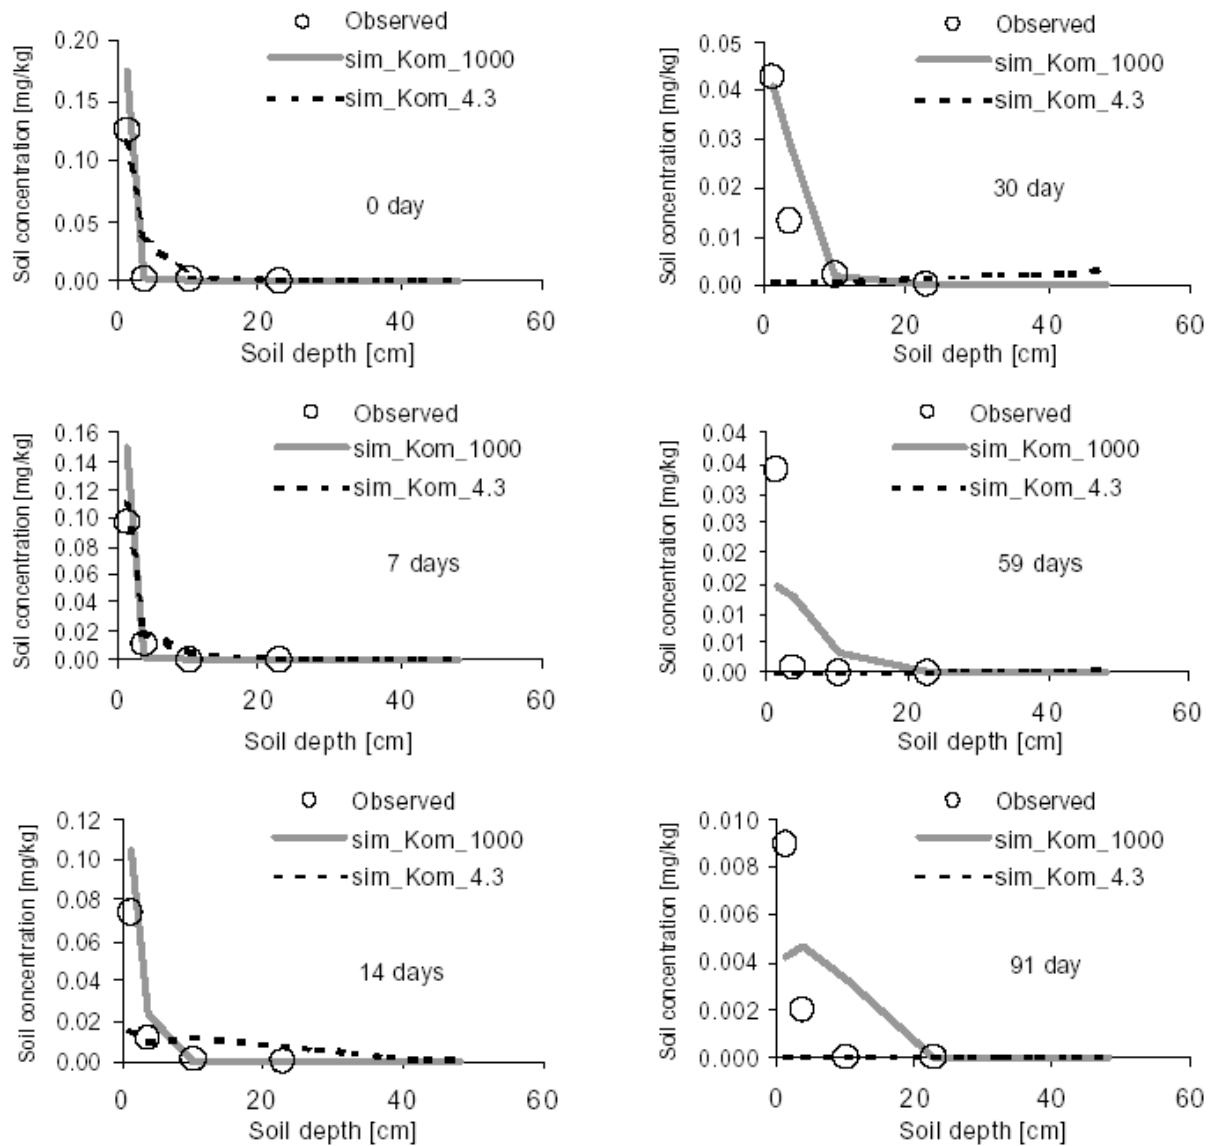 Observed
sim_Kom_1000
sim_Kom_4.3
Soil concentration [mg/kg]
0.20
0.15
0.10
0.05
0.00
0 day
0 20 40 60
Soil depth [cm]
Observed
sim_Kom_1000
sim_Kom_4.3
Soil concentration [mg/kg]
0.05
0.04
0.03
0.02
0.01
0.00
30 day
0 20 40 60
Soil depth [cm]
Observed
sim_Kom_1000
sim_Kom_4.3
Soil concentration [mg/kg]
0.16
0.14
0.12
0.10
0.08
0.06
0.04
0.02
0.00
7 days
0 20 40 60
Soil depth [cm]
Observed
sim_Kom_1000
sim_Kom_4.3
Soil concentration [mg/kg]
0.04
0.04
0.03
0.03
0.02
0.02
0.01
0.01
0.00
59 days
0 20 40 60
Soil depth [cm]
Observed
sim_Kom_1000
sim_Kom_4.3
Soil concentration [mg/kg]
0.12
0.10
0.08
0.06
0.04
0.02
0.00
14 days
0 20 40 60
Soil depth [cm]
Observed
sim_Kom_1000
sim_Kom_4.3
Soil concentration [mg/kg]
0.010
0.008
0.006
0.004
0.002
0.000
91 day
0 20 40 60
Soil depth [cm]